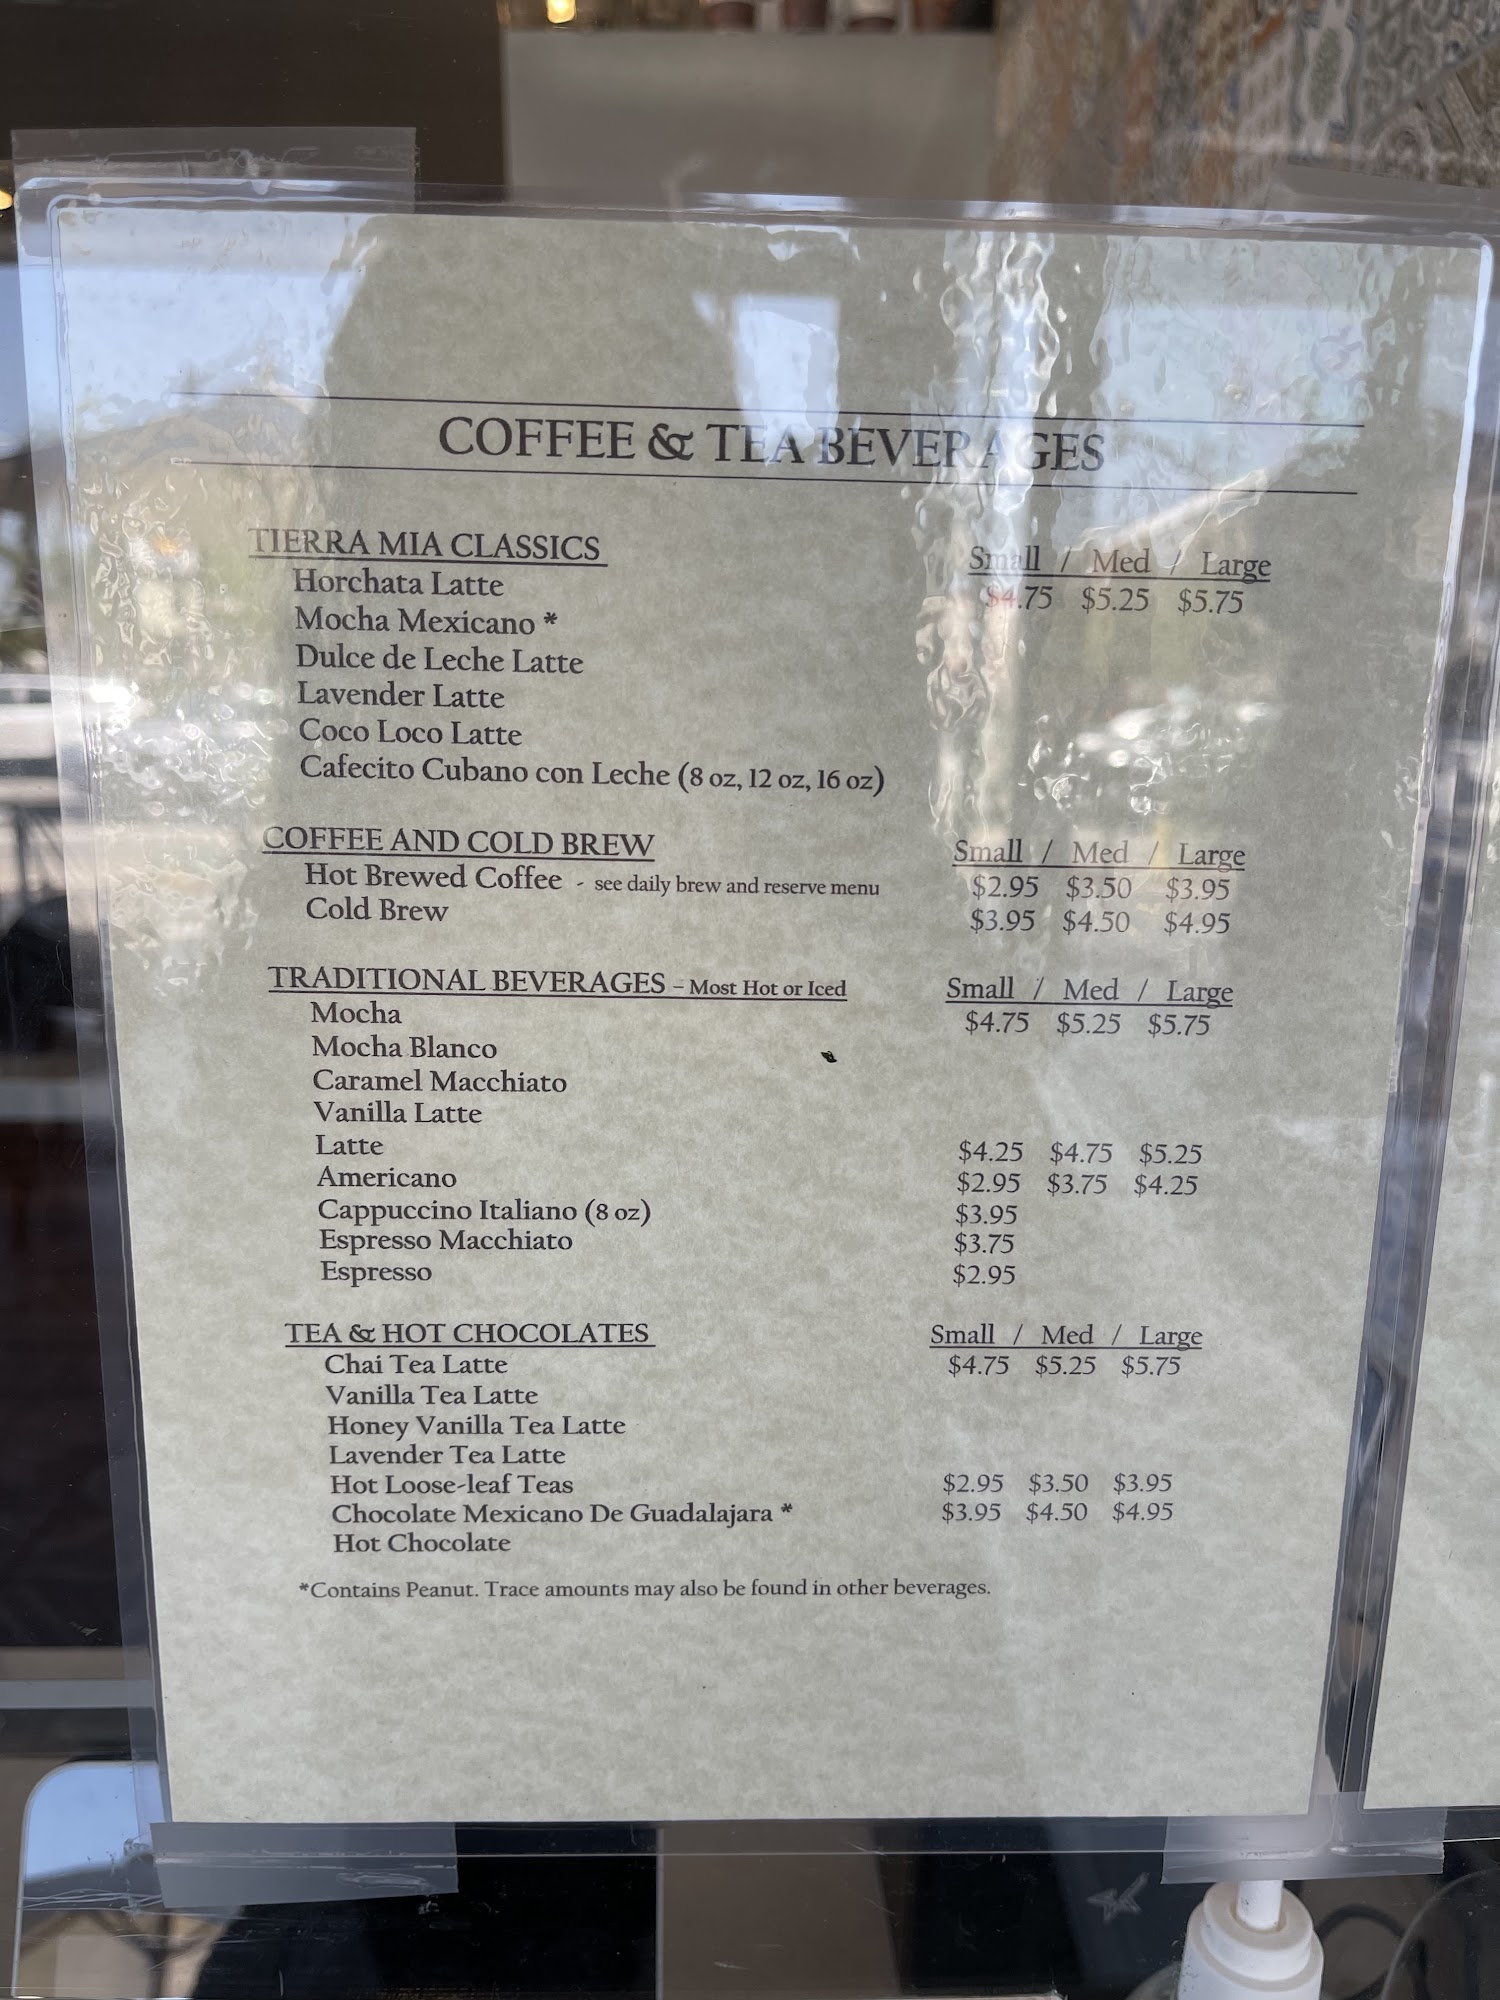 COFFEE & TEA BEVERAGES
TIERRA MIA CLASSICS Small / Med / Large
Horchata Latte $4.75 $5.25 $5.75
Mocha Mexicano *
Dulce de Leche Latte
Lavender Latte
Coco Loco Latte
Cafecito Cubano con Leche (8 oz, 12 oz, 16 oz)
COFFEE AND COLD BREW Small / Med / Large
Hot Brewed Coffee - see daily brew and reserve menu $2.95 $3.50 $3.95
Cold Brew $3.95 $4.50 $4.95
TRADITIONAL BEVERAGES – Most Hot or Iced Small / Med / Large
Mocha $4.75 $5.25 $5.75
Mocha Blanco
Caramel Macchiato
Vanilla Latte
Latte $4.25 $4.75 $5.25
Americano $2.95 $3.75 $4.25
Cappuccino Italiano (8 oz) $3.95
Espresso Macchiato $3.75
Espresso $2.95
TEA & HOT CHOCOLATES Small / Med / Large
Chai Tea Latte $4.75 $5.25 $5.75
Vanilla Tea Latte
Honey Vanilla Tea Latte
Lavender Tea Latte
Hot Loose-leaf Teas $2.95 $3.50 $3.95
Chocolate Mexicano De Guadalajara * $3.95 $4.50 $4.95
Hot Chocolate
*Contains Peanut. Trace amounts may also be found in other beverages.